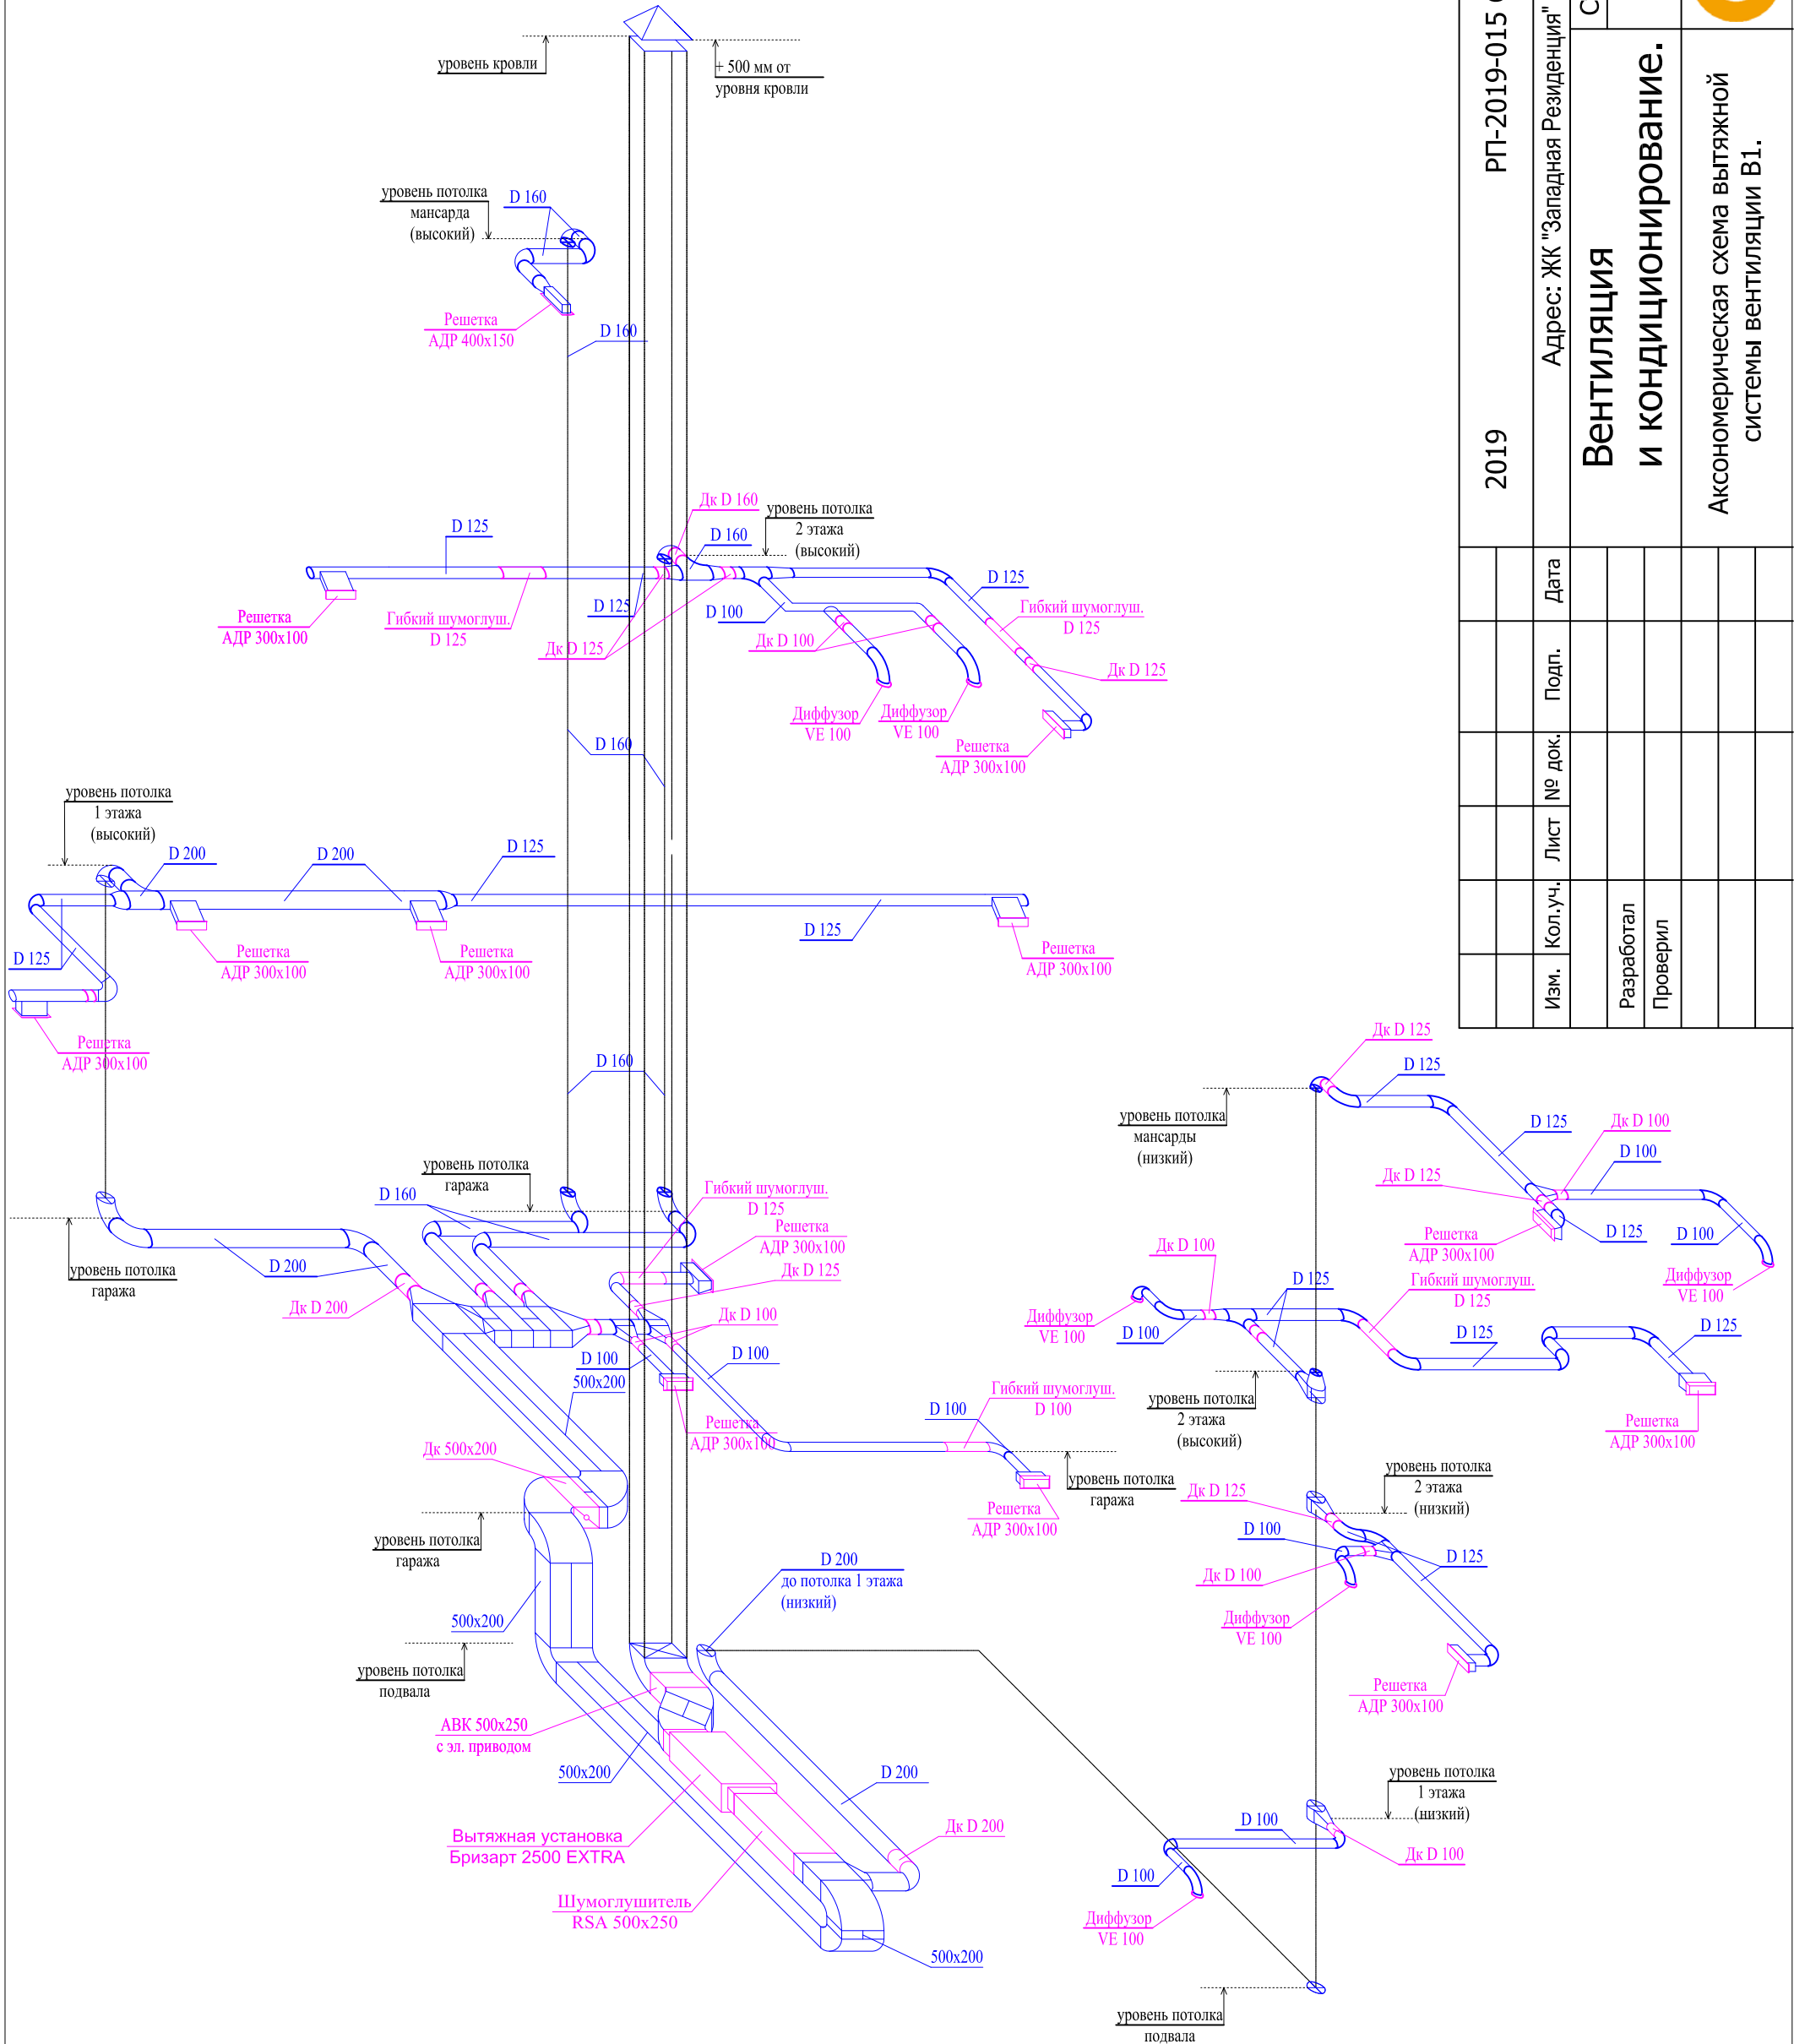 уровень кровли
+ 500 мм от
уровня кровли
уровень потолка
мансарда
(высокий)
D 160
Решетка
АДР 400х150
D 160
Дк D 160
уровень потолка
2 этажа
(высокий)
D 125
D 160
Решетка
АДР 300х100
Гибкий шумоглуш.
D 125
D 125
Дк D 125
D 100
Дк D 100
D 125
Гибкий шумоглуш.
D 125
Дк D 125
Диффузор
VE 100
Диффузор
VE 100
Решетка
АДР 300х100
D 160
уровень потолка
1 этажа
(высокий)
D 200
D 200
D 125
D 125
D 125
Решетка
АДР 300х100
Решетка
АДР 300х100
Решетка
АДР 300х100
Решетка
АДР 300х100
D 160
уровень потолка
гаража
D 160
Гибкий шумоглуш.
D 125
Решетка
АДР 300х100
Дк D 125
уровень потолка
гаража
D 200
Дк D 200
Дк D 100
D 100
D 100
500х200
Решетка
АДР 300х100
Гибкий шумоглуш.
D 100
D 100
уровень потолка
гаража
Решетка
АДР 300х100
Дк 500х200
уровень потолка
гаража
500х200
уровень потолка
подвала
D 200
до потолка 1 этажа
(низкий)
АВК 500х250
с эл. приводом
500х200
D 200
Вытяжная установка
Бризарт 2500 EXTRA
Дк D 200
Шумоглушитель
RSA 500х250
500х200
Дк D 125
D 125
уровень потолка
мансарды
(низкий)
D 125
Дк D 100
D 100
Дк D 125
Решетка
АДР 300х100
D 125
D 100
Диффузор
VE 100
Дк D 100
D 125
Гибкий шумоглуш.
D 125
Диффузор
VE 100
D 100
D 125
D 125
уровень потолка
2 этажа
(высокий)
Решетка
АДР 300х100
уровень потолка
2 этажа
(низкий)
Дк D 125
D 100
D 125
Дк D 100
Диффузор
VE 100
Решетка
АДР 300х100
уровень потолка
1 этажа
(низкий)
D 100
Дк D 100
D 100
Диффузор
VE 100
уровень потолка
подвала
2019
РП-2019-015
Адрес: ЖК "Западная Резиденция"
Вентиляция
и кондиционирование.
Аксономерическая схема вытяжной
системы вентиляции В1.
Изм.
Кол.уч.
Лист
№ док.
Подп.
Дата
Разработал
Проверил